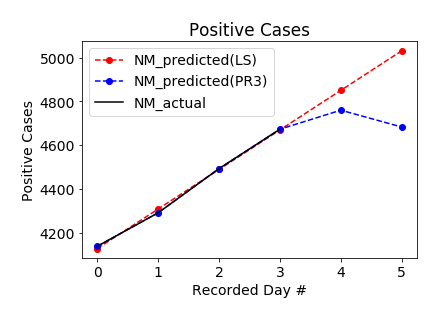 Positive Cases
NM_predicted(LS)
NM_predicted(PR3)
NM_actual
5000
4800
4600
4400
4200
Positive Cases
0 1 2 3 4 5
Recorded Day #